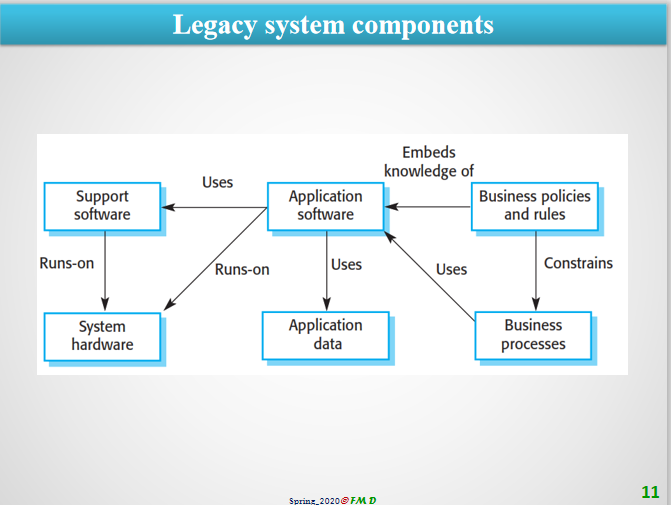 Legacy system components
Embeds
knowledge of
Uses
Support
software
Application
software
Business policies
and rules
Runs-on
Runs-on
Uses
Uses
Constrains
System
hardware
Application
data
Business
processes
Spring_2020@ FM D
11